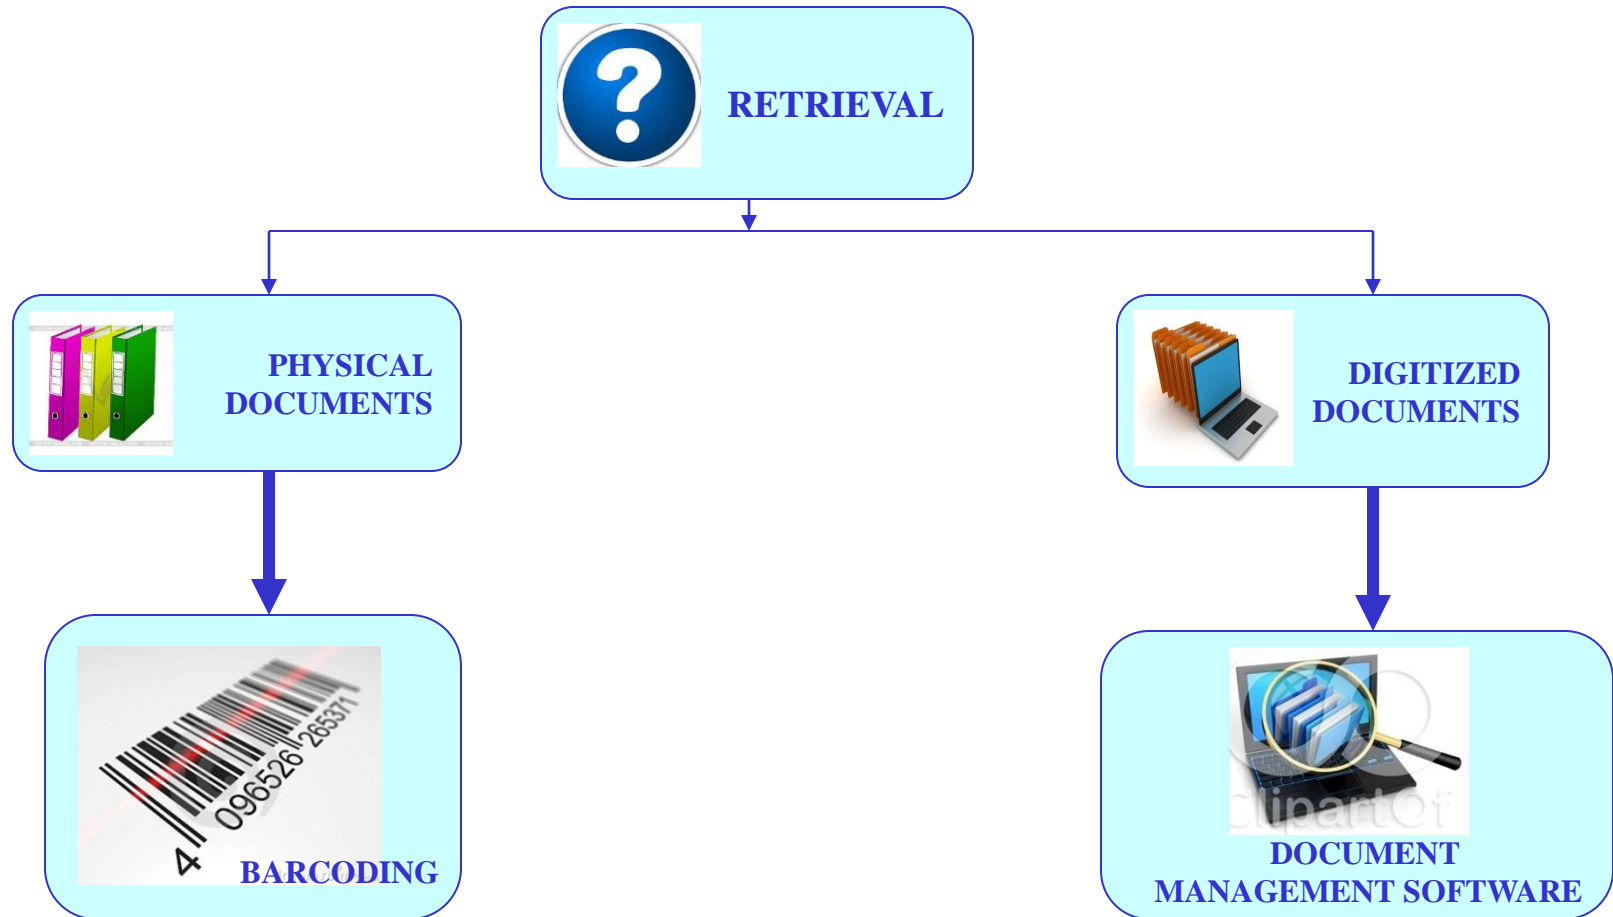 RETRIEVAL
PHYSICAL
DOCUMENTS
DIGITIZED
DOCUMENTS
4 096526 265371
BARCODING
ClipartOf
DOCUMENT
MANAGEMENT SOFTWARE